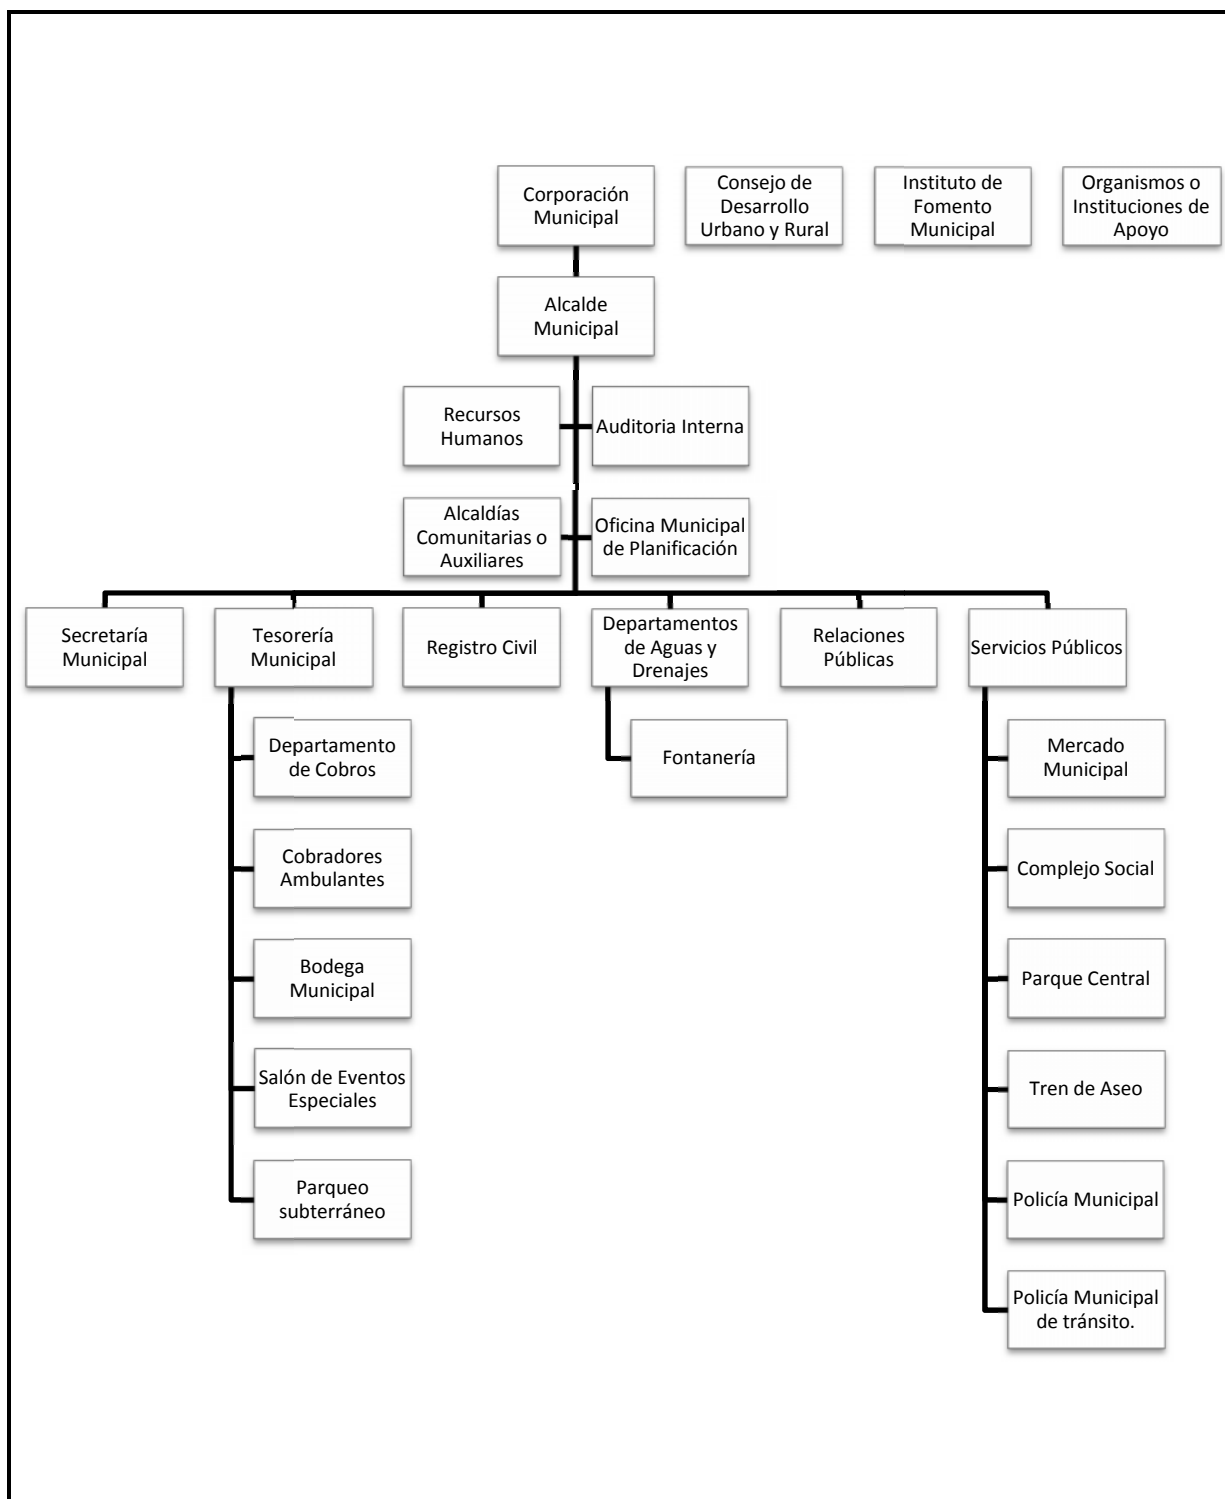 Corporación
Municipal
Consejo de
Desarrollo
Urbano y Rural
Instituto de
Fomento
Municipal
Organismos o
Instituciones de
Apoyo
Alcalde
Municipal
Recursos
Humanos
Auditoria Interna
Alcaldías
Comunitarias o
Auxiliares
Oficina Municipal
de Planificación
Secretaría
Municipal
Tesorería
Municipal
Registro Civil
Departamentos
de Aguas y
Drenajes
Relaciones
Públicas
Servicios Públicos
Departamento
de Cobros
Cobradores
Ambulantes
Bodega
Municipal
Salón de Eventos
Especiales
Parqueo
subterráneo
Fontanería
Mercado
Municipal
Complejo Social
Parque Central
Tren de Aseo
Policía Municipal
Policía Municipal
de tránsito.